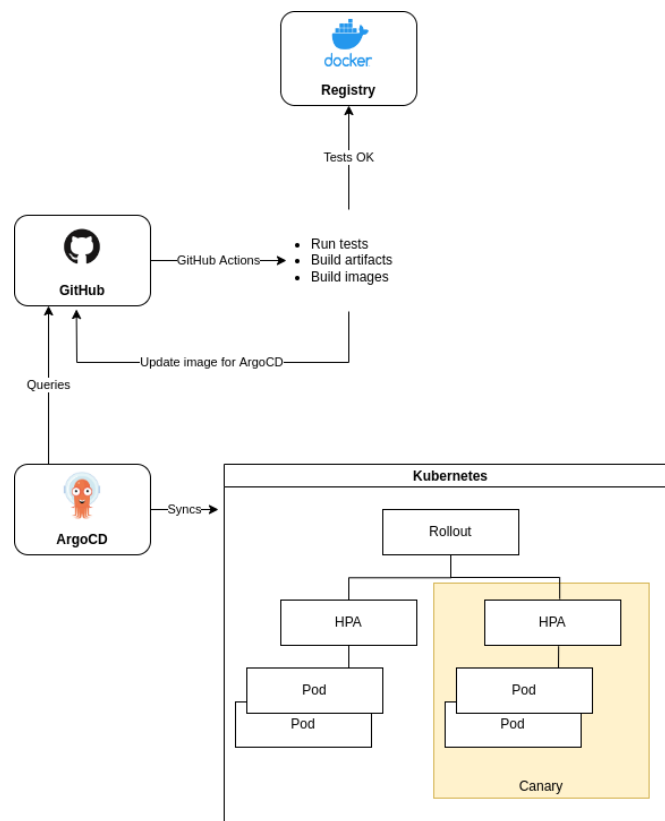 docker
Registry
Tests OK
GitHub
GitHub Actions
Run tests
Build artifacts
Build images
Update image for ArgoCD
Queries
ArgoCD
Syncs
Kubernetes
Rollout
HPA
HPA
Pod
Pod
Pod
Pod
Canary